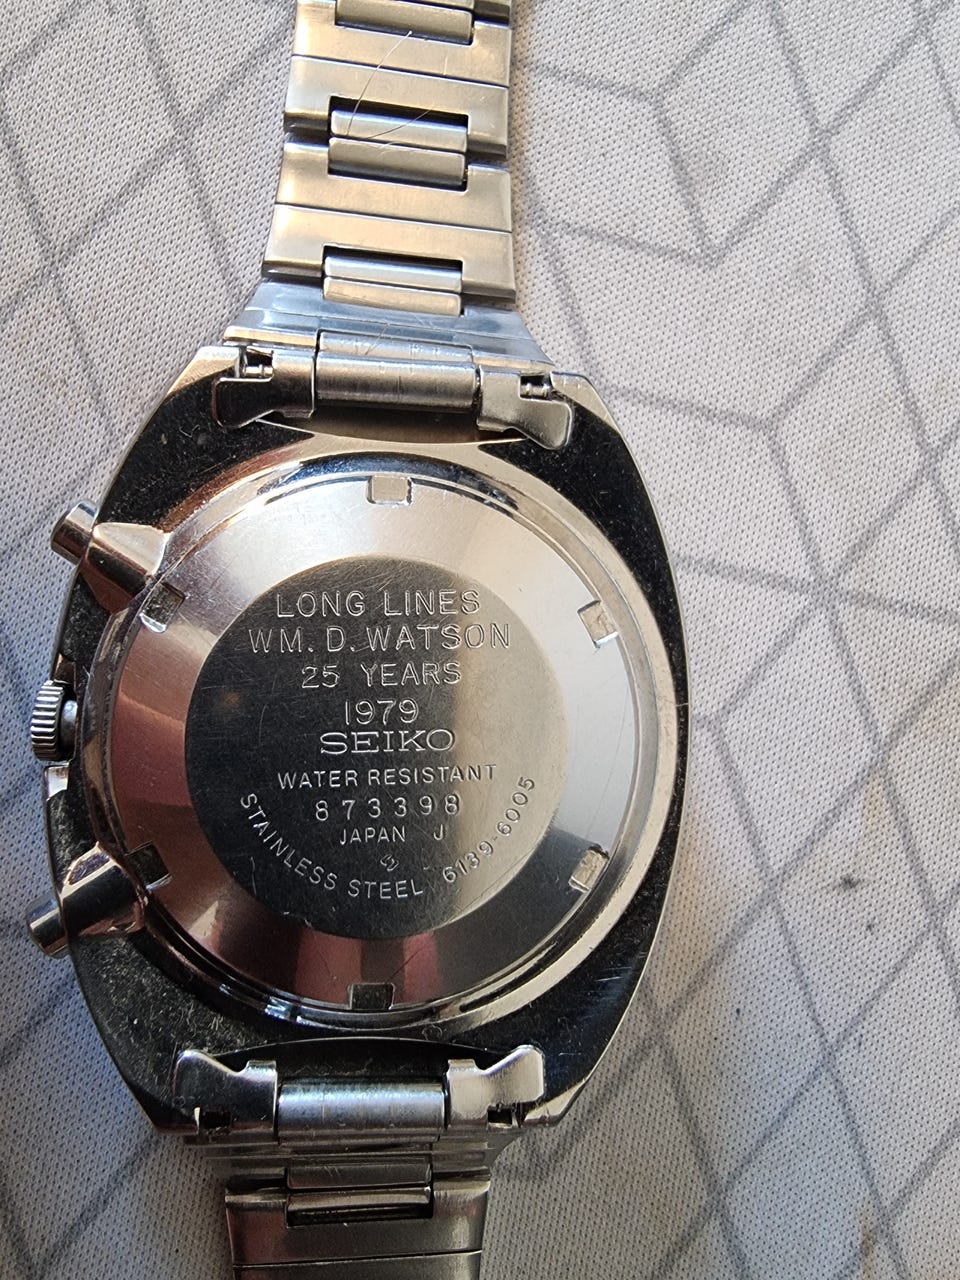 LONG LINES
WM. D. WATSON
25 YEARS
1979
SEIKO
WATER RESISTANT
873398
JAPAN J
STAINLESS STEEL 6139-6005